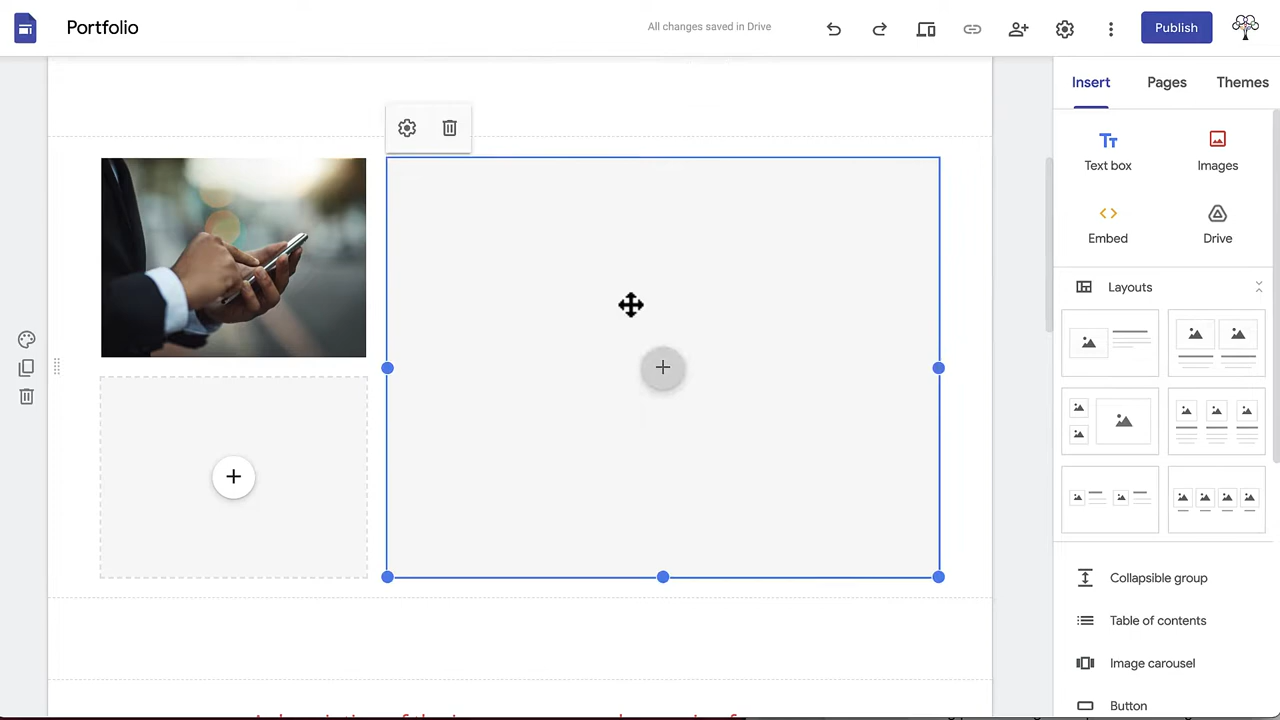 Portfolio
All changes saved in Drive
Publish
Insert Pages Themes
Text box Images
Embed Drive
Layouts
Collapsible group
Table of contents
Image carousel
Button